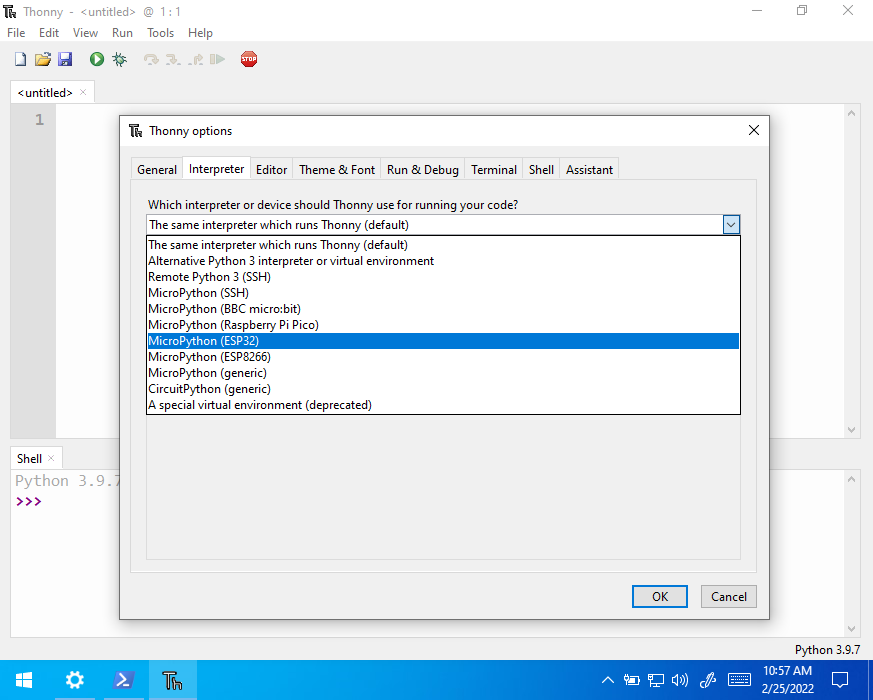 Thonny - <untitled> @ 1 : 1
File Edit View Run Tools Help
STOP
<untitled>
1
Thonny options
General Interpreter Editor Theme & Font Run & Debug Terminal Shell Assistant
Which interpreter or device should Thonny use for running your code?
The same interpreter which runs Thonny (default)
The same interpreter which runs Thonny (default)
Alternative Python 3 interpreter or virtual environment
Remote Python 3 (SSH)
MicroPython (SSH)
MicroPython (BBC micro:bit)
MicroPython (Raspberry Pi Pico)
MicroPython (ESP32)
MicroPython (ESP8266)
MicroPython (generic)
CircuitPython (generic)
A special virtual environment (deprecated)
Shell
Python 3.9.7
>>>
OK Cancel
Python 3.9.7
10:57 AM
2/25/2022